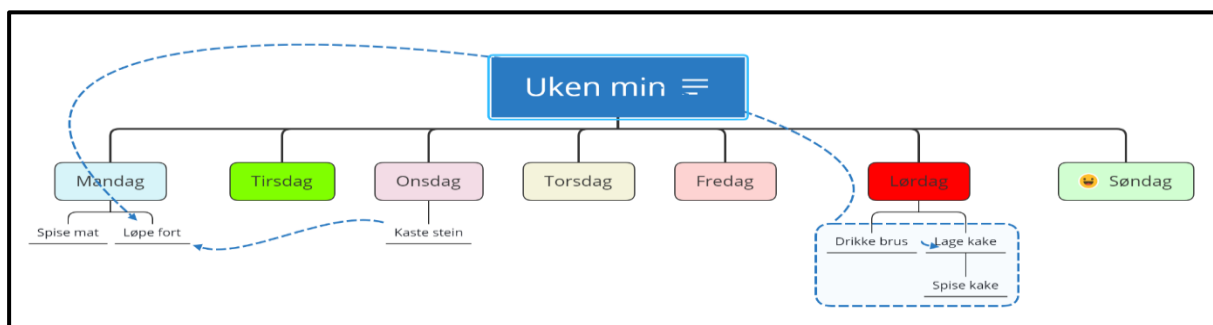 Uken min
Mandag
Tirsdag
Onsdag
Torsdag
Fredag
Lørdag
Søndag
Spise mat
Løpe fort
Kaste stein
Drikke brus
Lage kake
Spise kake